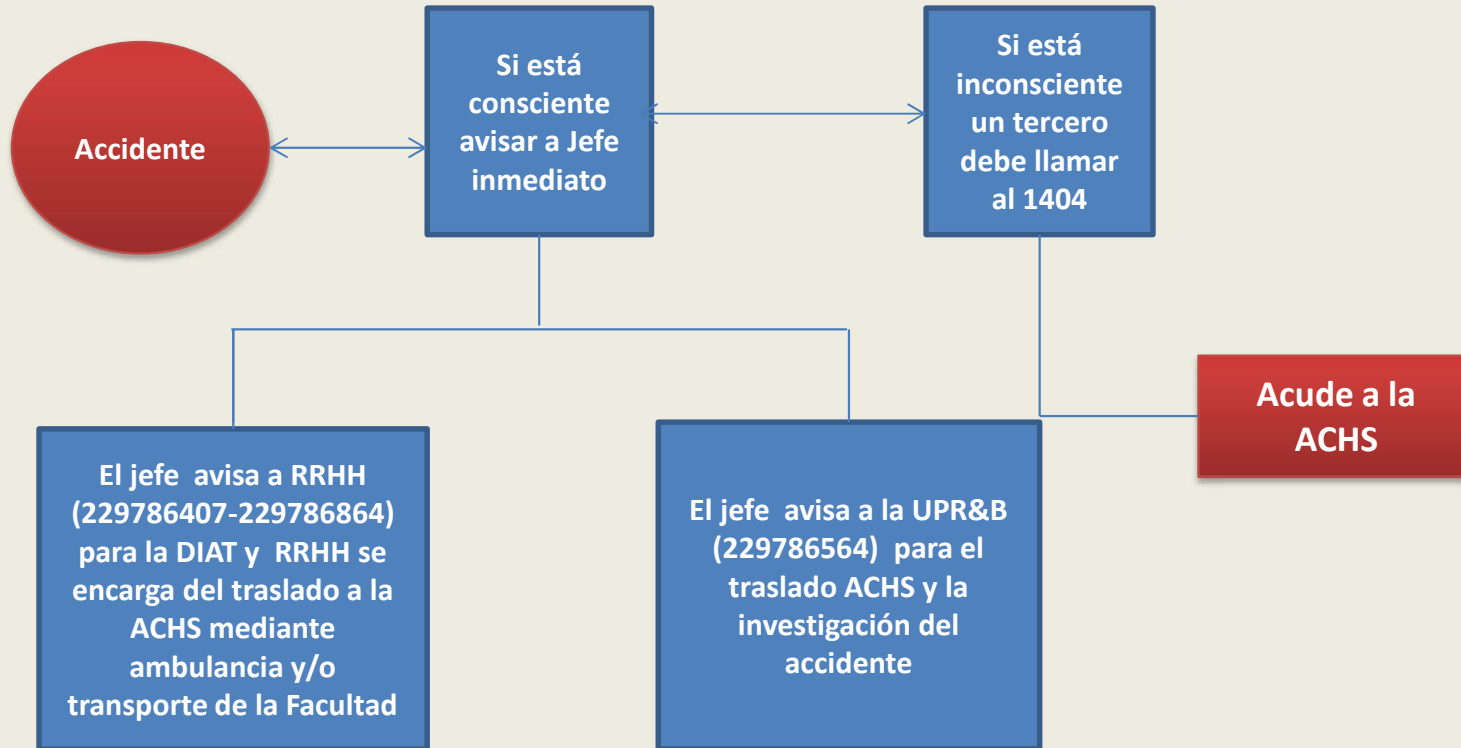 Accidente
Si está
consciente
avisar a Jefe
inmediato
Si está
inconsciente
un tercero
debe llamar
al 1404
Acude a la
ACHS
El jefe avisa a RRHH
(229786407-229786864)
para la DIAT y RRHH se
encarga del traslado a la
ACHS mediante
ambulancia y/o
transporte de la Facultad
El jefe avisa a la UPR&B
(229786564) para el
traslado ACHS y la
investigación del
accidente